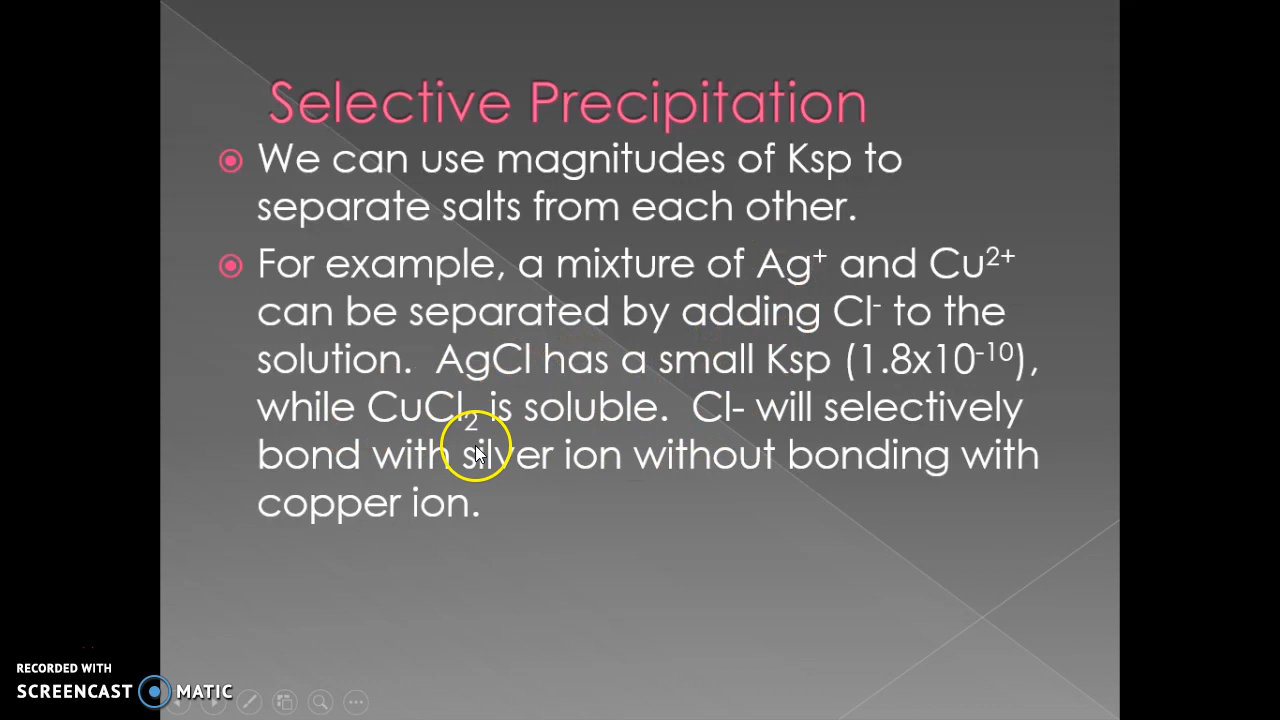 Selective Precipitation
We can use magnitudes of Ksp to
separate salts from each other.
For example, a mixture of Ag⁺ and Cu²⁺
can be separated by adding Cl⁻ to the
solution.  AgCl has a small Ksp (1.8x10⁻¹⁰),
while CuCl₂ is soluble.  Cl- will selectively
bond with silver ion without bonding with
copper ion.
RECORDED WITH
SCREENCAST MATIC